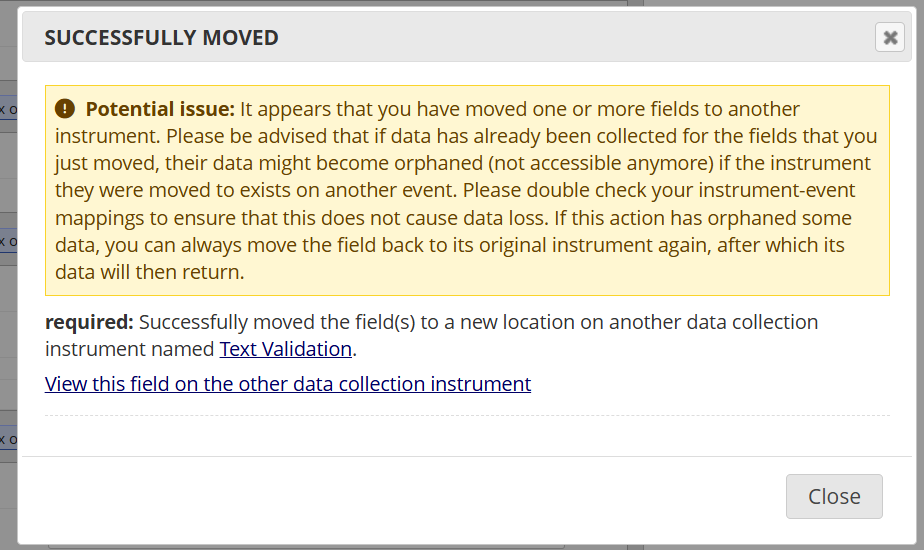 SUCCESSFULLY MOVED
Potential issue: It appears that you have moved one or more fields to another
instrument. Please be advised that if data has already been collected for the fields that you
just moved, their data might become orphaned (not accessible anymore) if the instrument
they were moved to exists on another event. Please double check your instrument-event
mappings to ensure that this does not cause data loss. If this action has orphaned some
data, you can always move the field back to its original instrument again, after which its
data will then return.
required: Successfully moved the field(s) to a new location on another data collection
instrument named Text Validation.
View this field on the other data collection instrument
Close